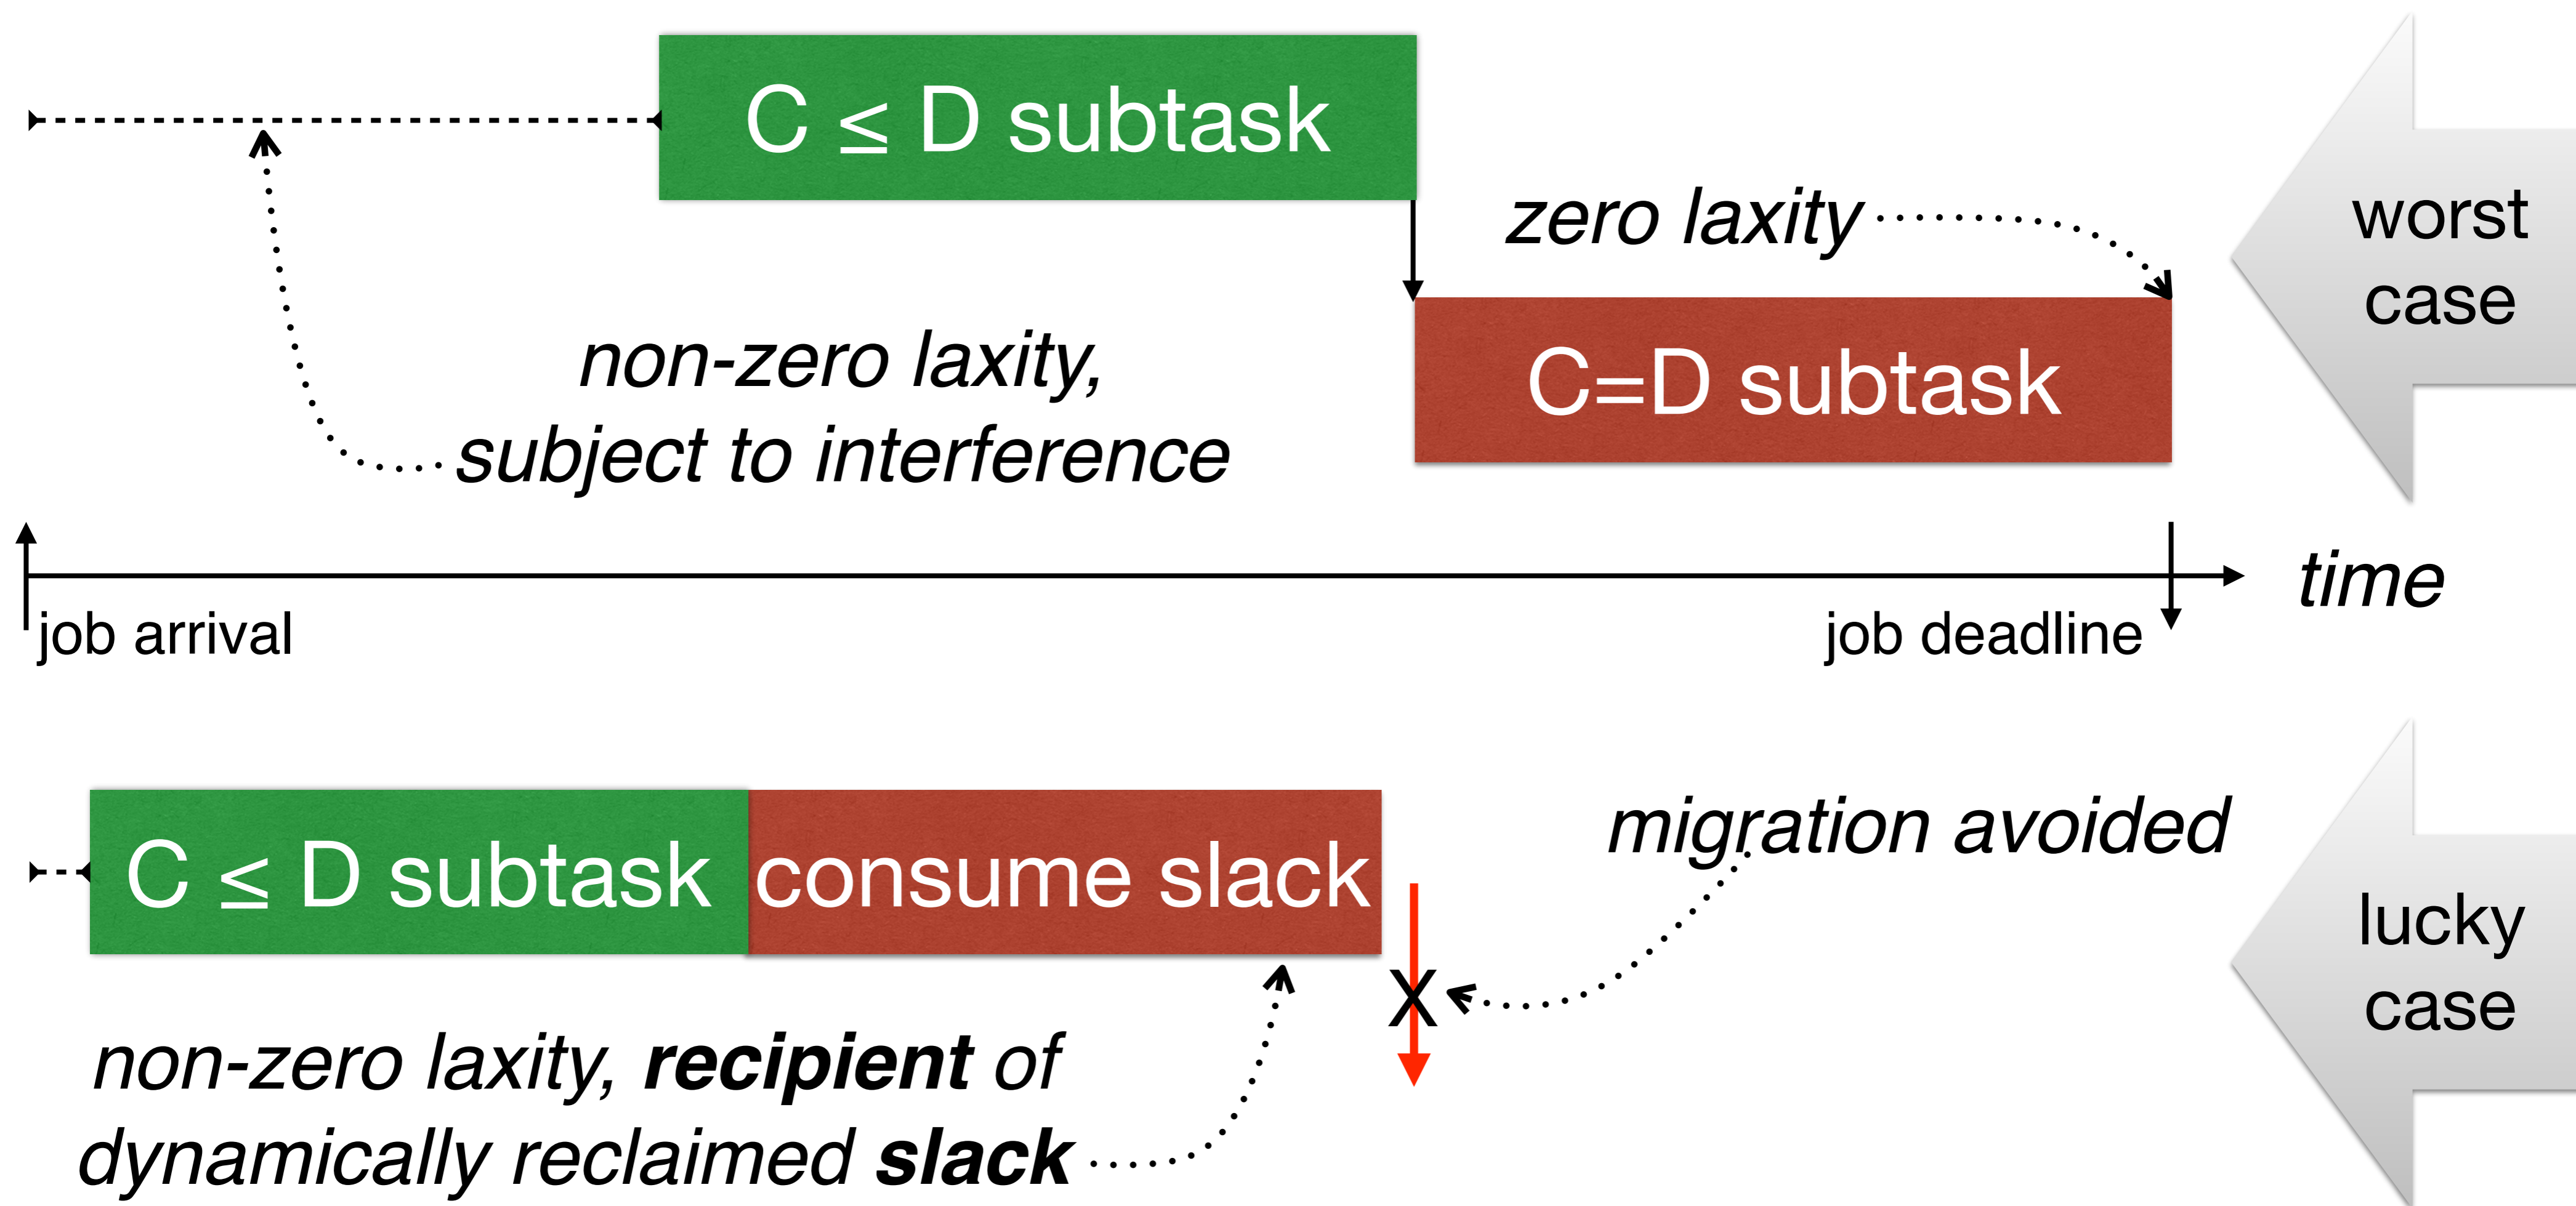 C ≤ D subtask
zero laxity
worst
case
non-zero laxity,
subject to interference
C=D subtask
time
job arrival
job deadline
C ≤ D subtask
consume slack
migration avoided
lucky
case
X
non-zero laxity, recipient of
dynamically reclaimed slack